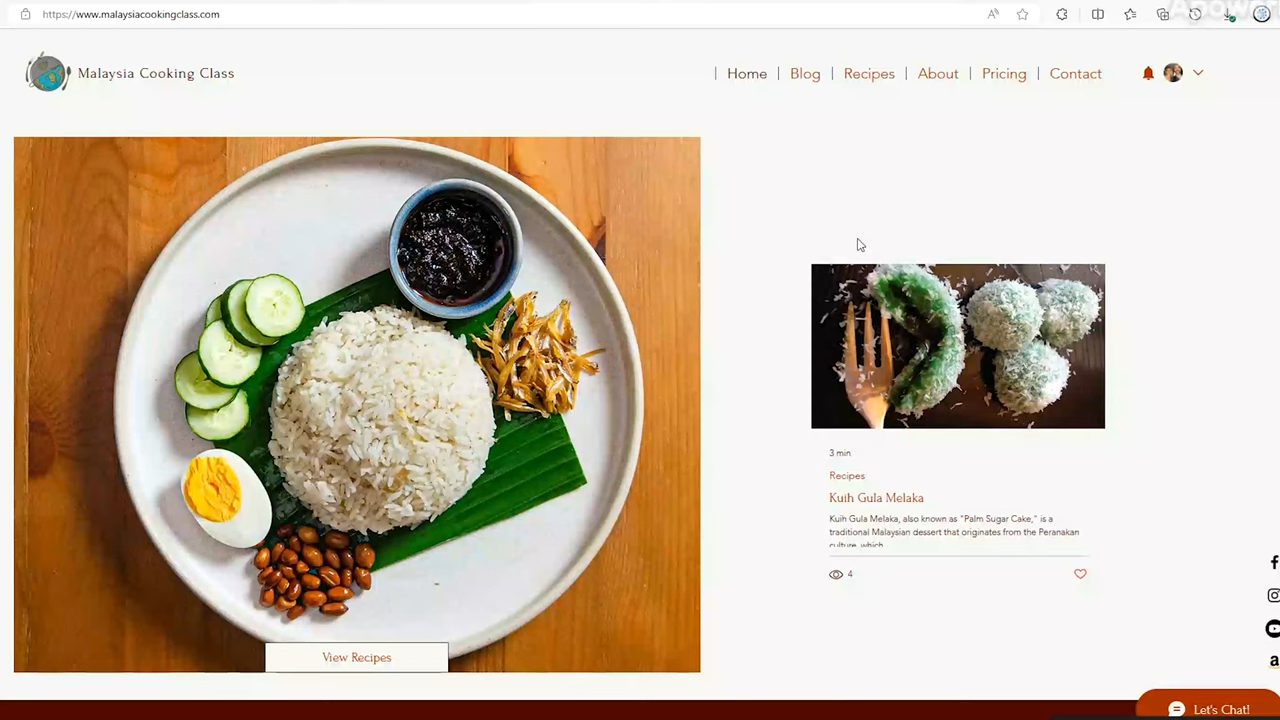 https://www.malaysiacookingclass.com
Malaysia Cooking Class
Home | Blog | Recipes | About | Pricing | Contact
3 min
Recipes
Kuih Gula Melaka
Kuih Gula Melaka, also known as "Palm Sugar Cake," is a
traditional Malaysian dessert that originates from the Peranakan
culture, which
4
View Recipes
Let's Chat!